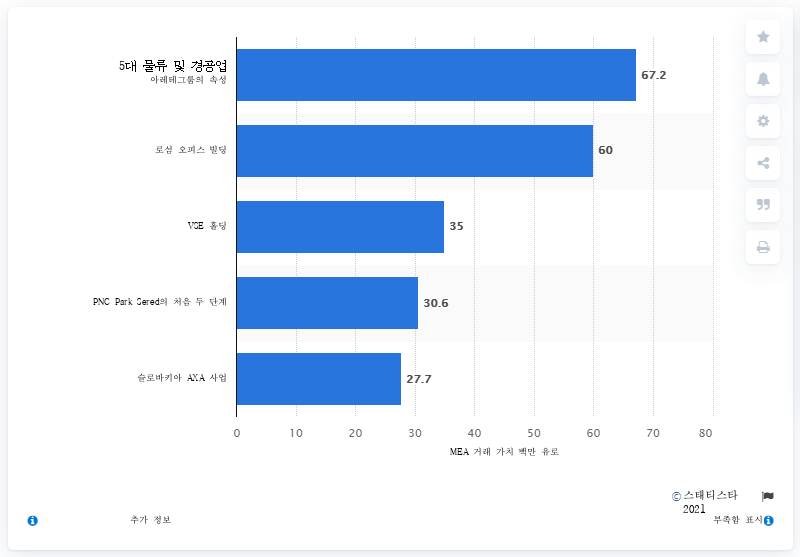 5대 물류 및 경공업
아레테그룹의 속성
67.2
로섬 오피스 빌딩
60
VSE 홀딩
35
PNC Park Sered의 처음 두 단계
30.6
슬로바키아 AXA 사업
27.7
0 10 20 30 40 50 60 70 80
MEA 거래 가치 백만 유로
© 스태티스타
2021
추가 정보
부족함 표시